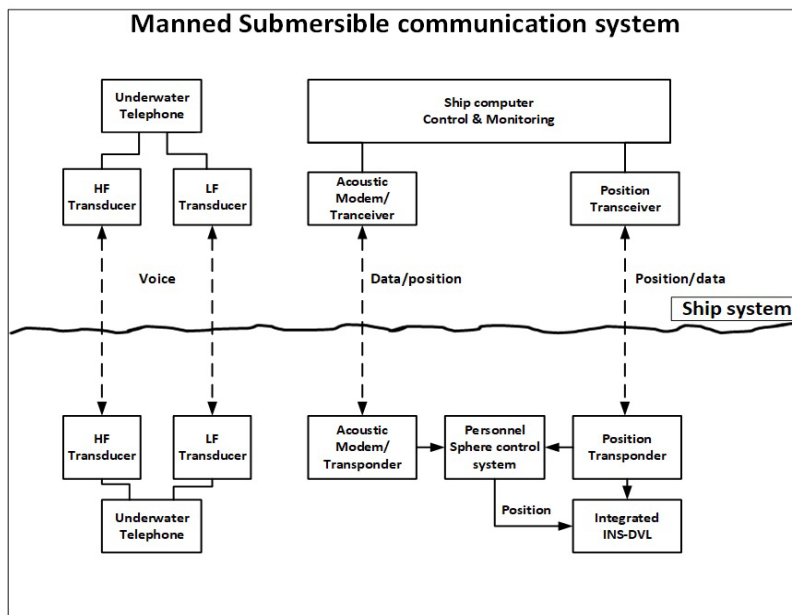 Manned Submersible communication system
Underwater
Telephone
Ship computer
Control & Monitoring
HF
Transducer
LF
Transducer
Acoustic
Modem/
Tranceiver
Position
Transceiver
Voice
Data/position
Position/data
Ship system
HF
Transducer
LF
Transducer
Acoustic
Modem/
Transponder
Personnel
Sphere control
system
Position
Transponder
Underwater
Telephone
Position
Integrated
INS-DVL